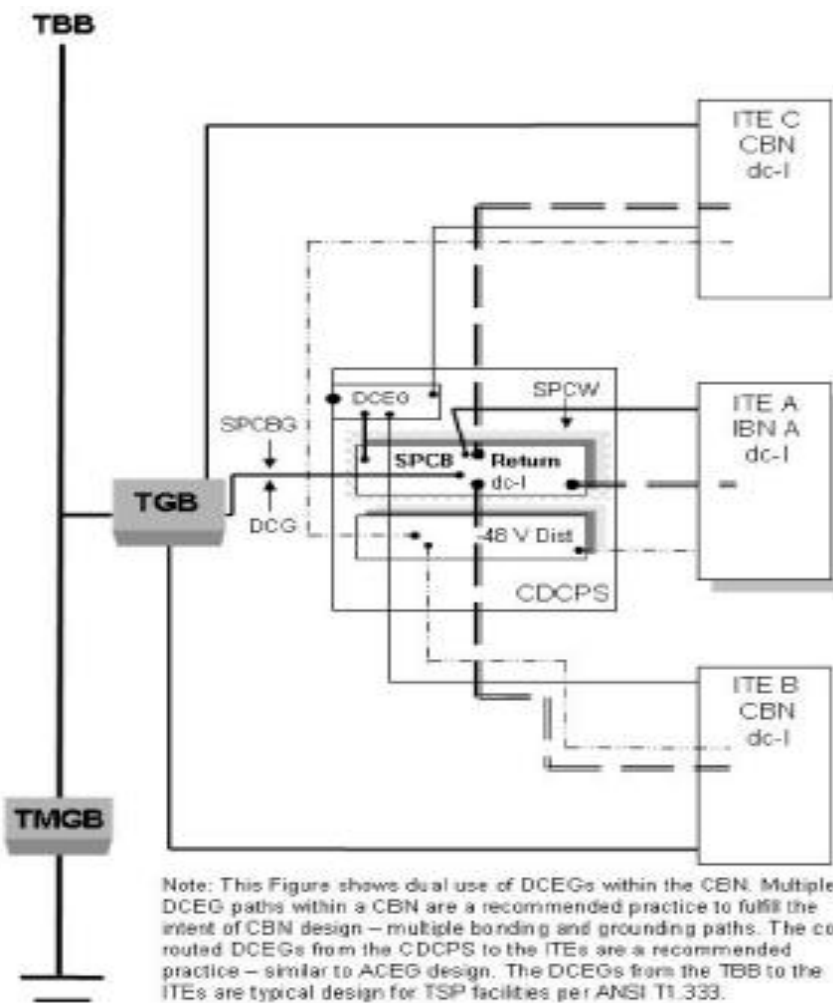 TBB
ITE C
CBN
dc-I
DCEG
SPCW
SPCBG
ITE A
IBN A
dc-I
SPCB Return
dc-I
TGB
DCG
-48 V Dist
CDCPS
ITE B
CBN
dc-I
TMGB
Note: This Figure shows dual use of DCEGs within the CBN. Multiple
DCEG paths within a CBN are a recommended practice to fulfill the
intent of CBN design – multiple bonding and grounding paths. The co
routed DCEGs from the CDCPS to the ITEs are a recommended
practice – similar to ACEG design. The DCEGs from the TBB to the
ITEs are typical design for TSP facilities per ANSI T1.333.